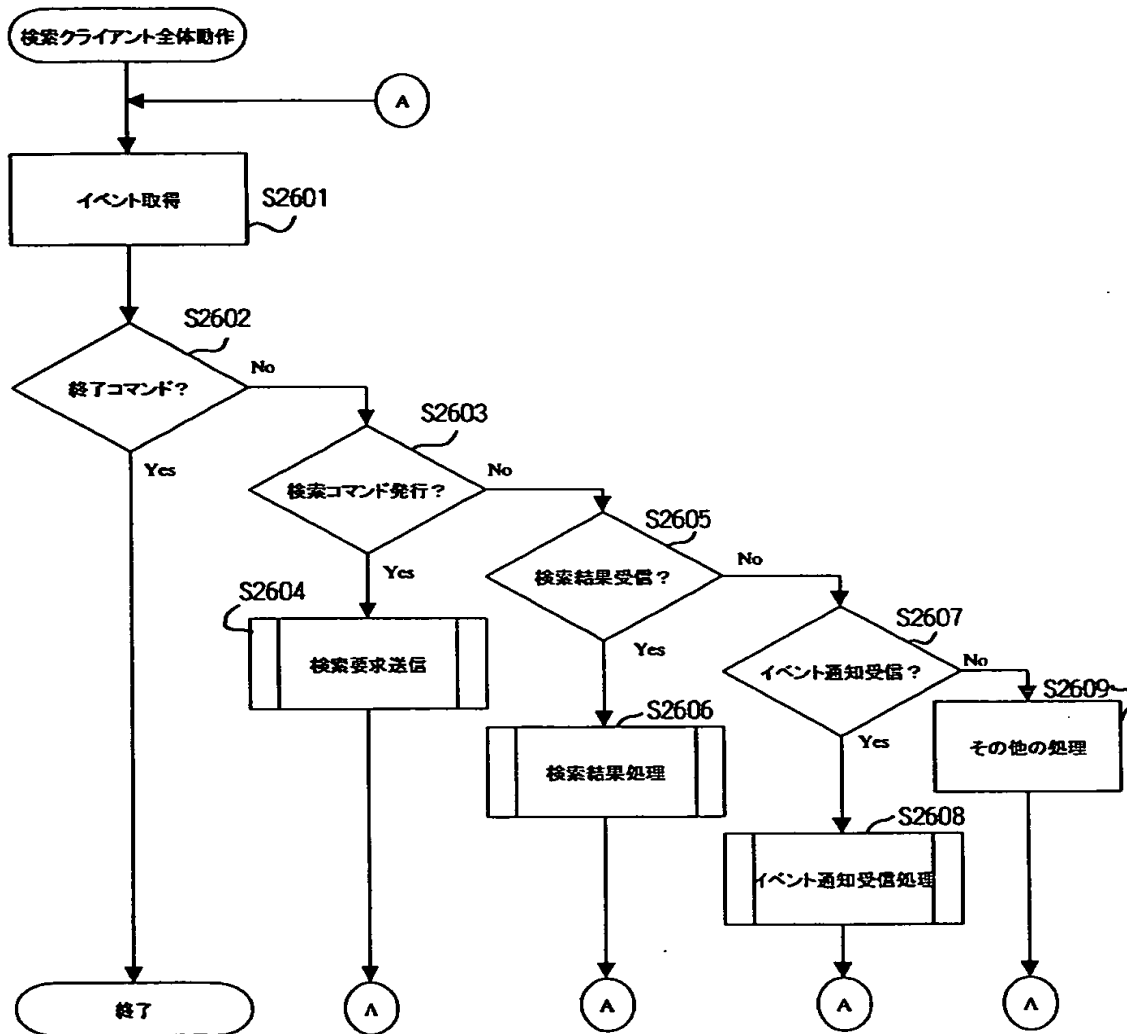 検索クライアント全体動作
A
イベント取得
S2601
S2602
終了コマンド？
No
Yes
S2603
検索コマンド発行？
No
Yes
S2604
検索要求送信
S2605
検索結果受信？
No
Yes
S2606
検索結果処理
S2607
イベント通知受信？
No
Yes
S2608
イベント通知受信処理
S2609
その他の処理
終了
A
A
A
A